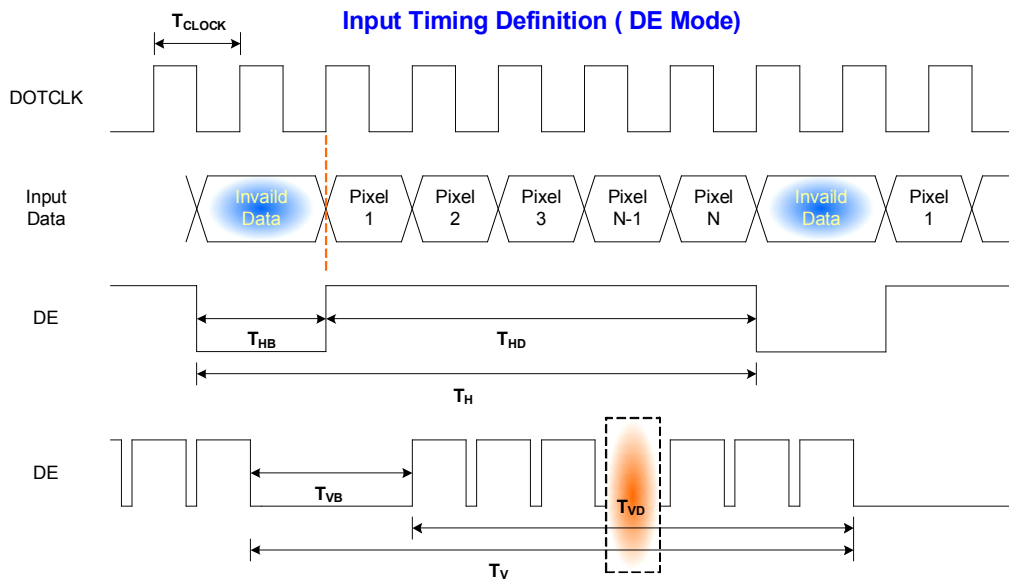 Input Timing Definition ( DE Mode)
TCLOCK
DOTCLK
Input
Data
Invaild
Data
Pixel
1
Pixel
2
Pixel
3
Pixel
N-1
Pixel
N
Invaild
Data
Pixel
1
DE
THB
THD
TH
DE
TVB
TVD
TV